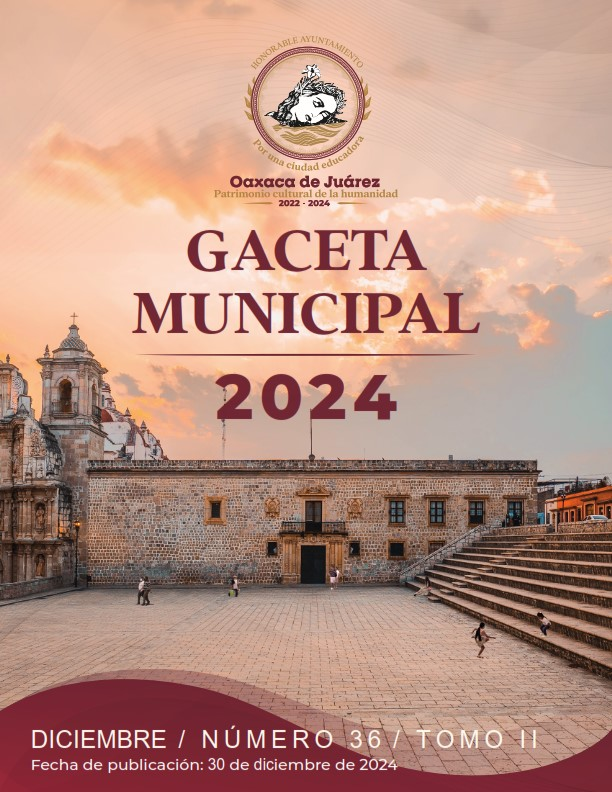 HONORABLE AYUNTAMIENTO
Por una ciudad educadora
Oaxaca de Juárez
Patrimonio cultural de la humanidad
2022 - 2024
GACETA
MUNICIPAL
2024
DICIEMBRE / NÚMERO 36 / TOMO II
Fecha de publicación: 30 de diciembre de 2024